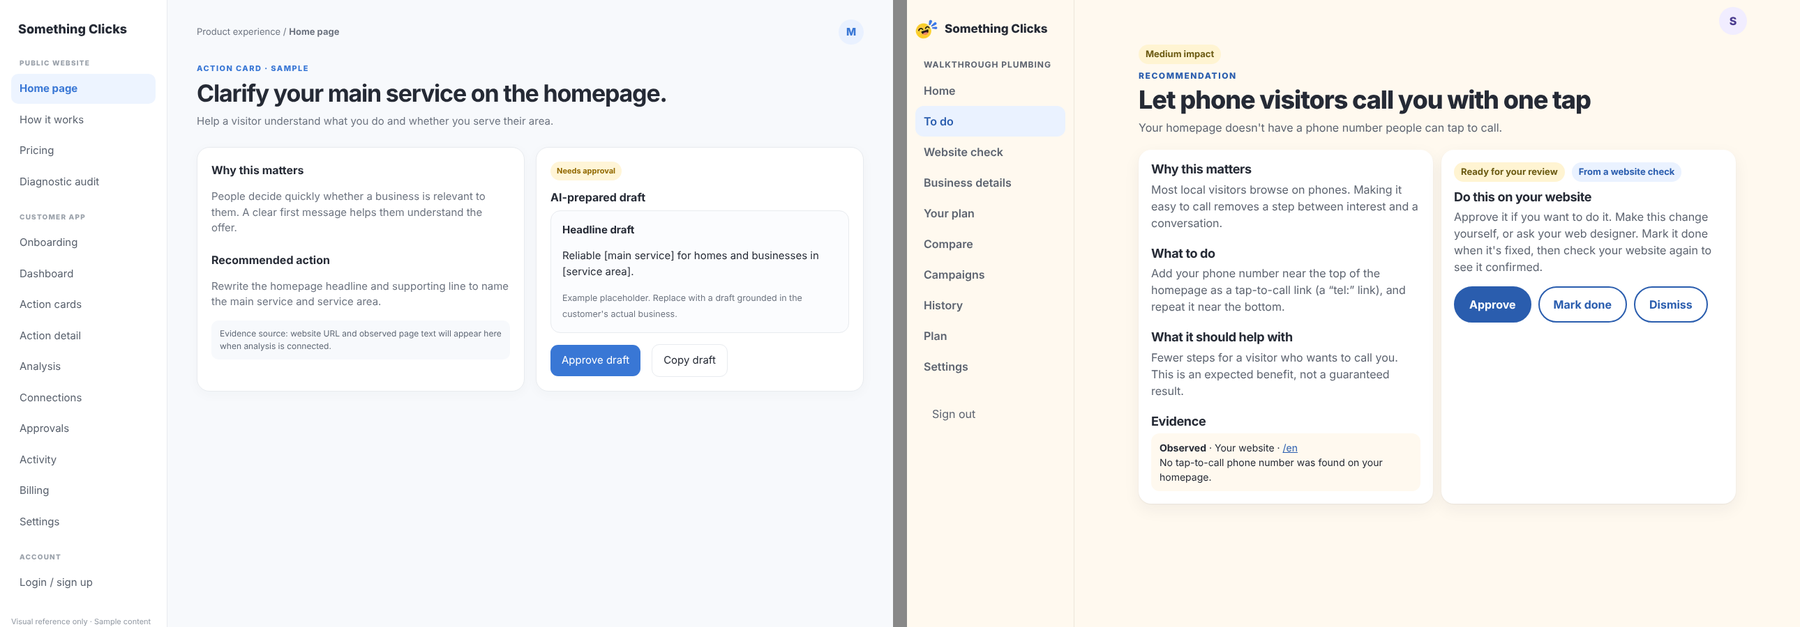 Something Clicks
PUBLIC WEBSITE
Home page
How it works
Pricing
Diagnostic audit
CUSTOMER APP
Onboarding
Dashboard
Action cards
Action detail
Analysis
Connections
Approvals
Activity
Billing
Settings
ACCOUNT
Login / sign up
Visual reference only · Sample content
Product experience / Home page
M
ACTION CARD · SAMPLE
Clarify your main service on the homepage.
Help a visitor understand what you do and whether you serve their area.
Why this matters
People decide quickly whether a business is relevant to
them. A clear first message helps them understand the
offer.
Recommended action
Rewrite the homepage headline and supporting line to name
the main service and service area.
Evidence source: website URL and observed page text will appear here
when analysis is connected.
Needs approval
AI-prepared draft
Headline draft
Reliable [main service] for homes and businesses in
[service area].
Example placeholder. Replace with a draft grounded in the
customer's actual business.
Approve draft
Copy draft
Something Clicks
WALKTHROUGH PLUMBING
Home
To do
Website check
Business details
Your plan
Compare
Campaigns
History
Plan
Settings
Sign out
S
Medium impact
RECOMMENDATION
Let phone visitors call you with one tap
Your homepage doesn't have a phone number people can tap to call.
Why this matters
Most local visitors browse on phones. Making it
easy to call removes a step between interest and a
conversation.
What to do
Add your phone number near the top of the
homepage as a tap-to-call link (a “tel:” link), and
repeat it near the bottom.
What it should help with
Fewer steps for a visitor who wants to call you.
This is an expected benefit, not a guaranteed
result.
Evidence
Observed · Your website · /en
No tap-to-call phone number was found on your
homepage.
Ready for your review
From a website check
Do this on your website
Approve it if you want to do it. Make this change
yourself, or ask your web designer. Mark it done
when it's fixed, then check your website again to
see it confirmed.
Approve
Mark done
Dismiss